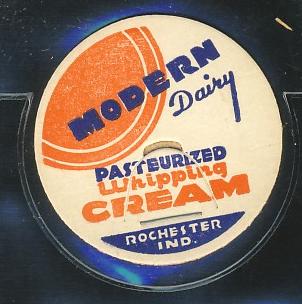 MODERN
Dairy
PASTEURIZED
Whipping
CREAM
ROCHESTER
IND.